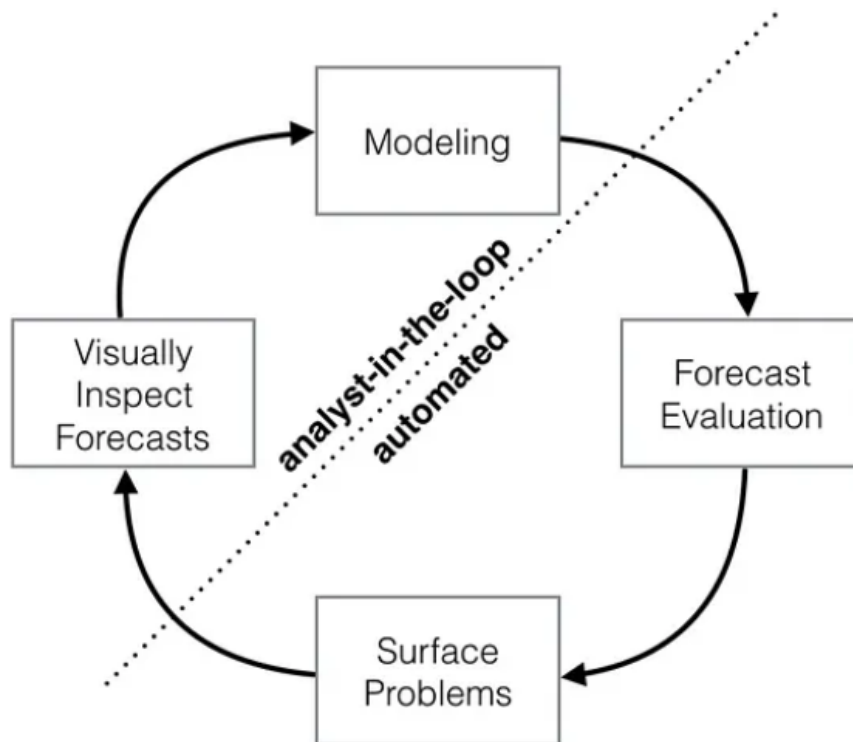 Modeling
analyst-in-the-loop
automated
Visually
Inspect
Forecasts
Forecast
Evaluation
Surface
Problems